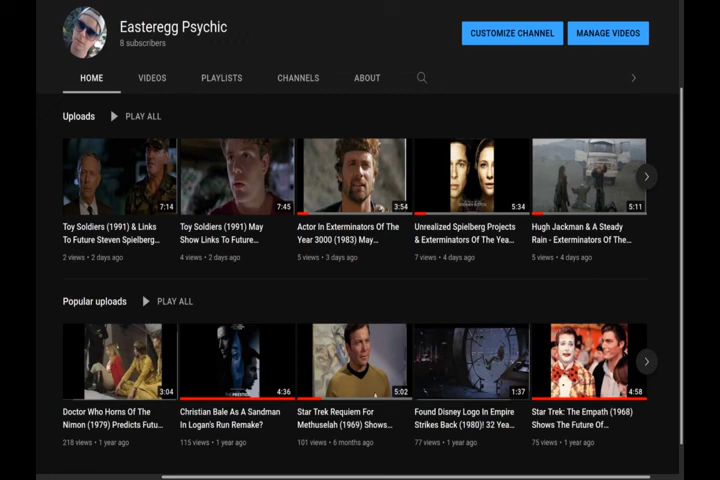 Easteregg Psychic
8 subscribers
CUSTOMIZE CHANNEL
MANAGE VIDEOS
HOME
VIDEOS
PLAYLISTS
CHANNELS
ABOUT
Uploads
PLAY ALL
7:14
7:45
3:54
5:34
5:11
Toy Soldiers (1991) & Links
To Future Steven Spielberg...
2 views • 2 days ago
Toy Soldiers (1991) May
Show Links To Future...
4 views • 2 days ago
Actor In Exterminators Of The
Year 3000 (1983) May...
5 views • 3 days ago
Unrealized Spielberg Projects
& Exterminators Of The Yea...
7 views • 4 days ago
Hugh Jackman & A Steady
Rain - Exterminators Of The...
5 views • 4 days ago
Popular uploads
PLAY ALL
3:04
4:36
5:02
1:37
4:58
Doctor Who Horns Of The
Nimon (1979) Predicts Futu...
218 views • 1 year ago
Christian Bale As A Sandman
In Logan's Run Remake?
115 views • 1 year ago
Star Trek Requiem For
Methuselah (1969) Shows...
101 views • 6 months ago
Found Disney Logo In Empire
Strikes Back (1980)! 32 Yea...
77 views • 1 year ago
Star Trek: The Empath (1968)
Shows The Future Of...
75 views • 1 year ago